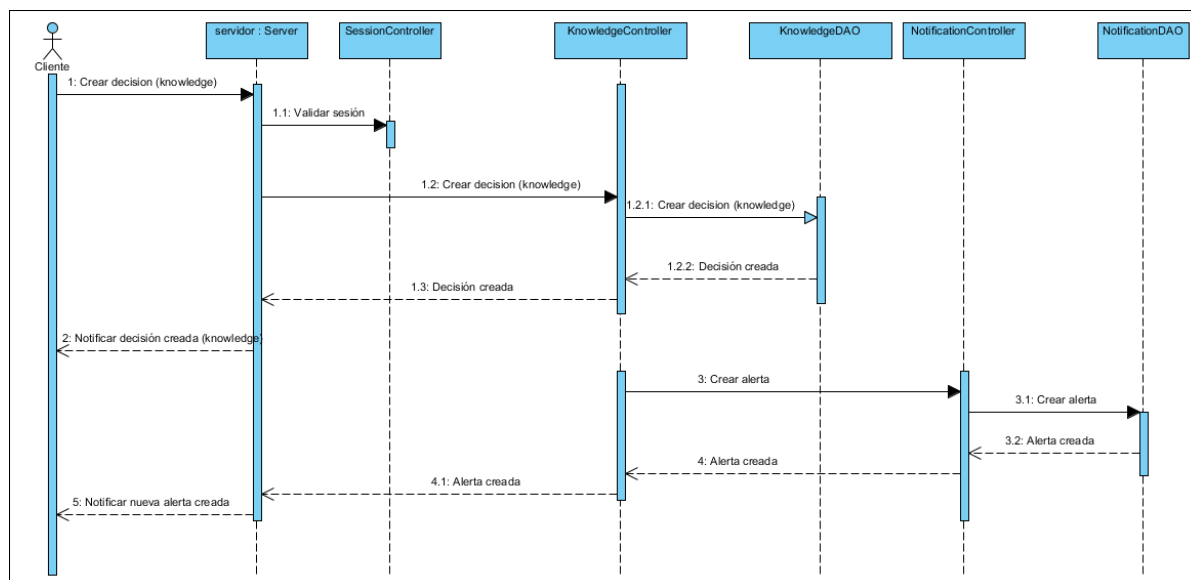 servidor : Server
SessionController
KnowledgeController
KnowledgeDAO
NotificationController
NotificationDAO
Cliente
1: Crear decision (knowledge)
1.1: Validar sesión
1.2: Crear decision (knowledge)
1.2.1: Crear decision (knowledge)
1.2.2: Decisión creada
1.3: Decisión creada
2: Notificar decisión creada (knowledge)
3: Crear alerta
3.1: Crear alerta
3.2: Alerta creada
4: Alerta creada
4.1: Alerta creada
5: Notificar nueva alerta creada